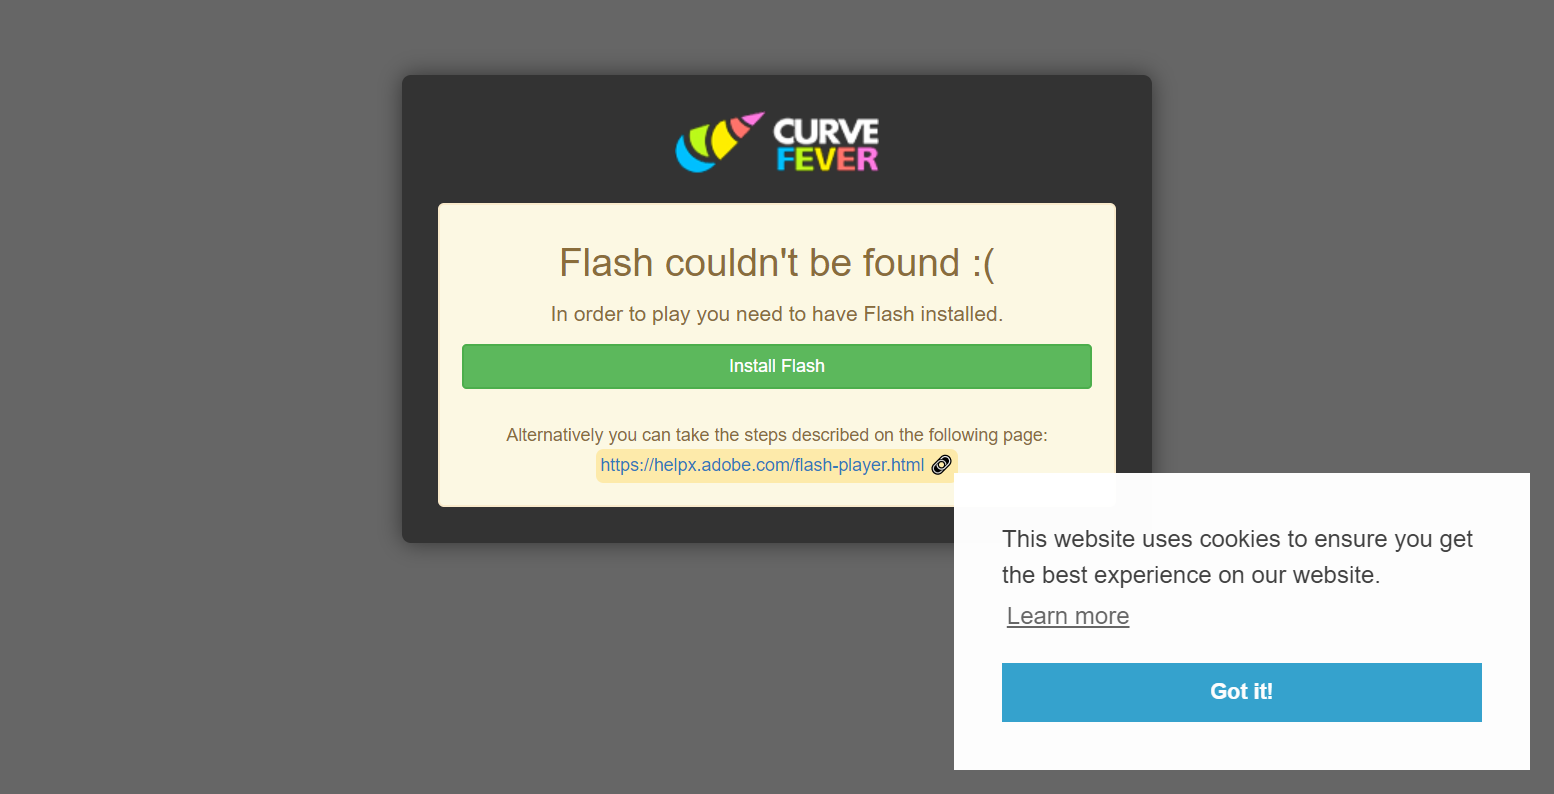 CURVE
FEVER
Flash couldn't be found :(
In order to play you need to have Flash installed.
Install Flash
Alternatively you can take the steps described on the following page:
https://helpx.adobe.com/flash-player.html
This website uses cookies to ensure you get
the best experience on our website.
Learn more
Got it!